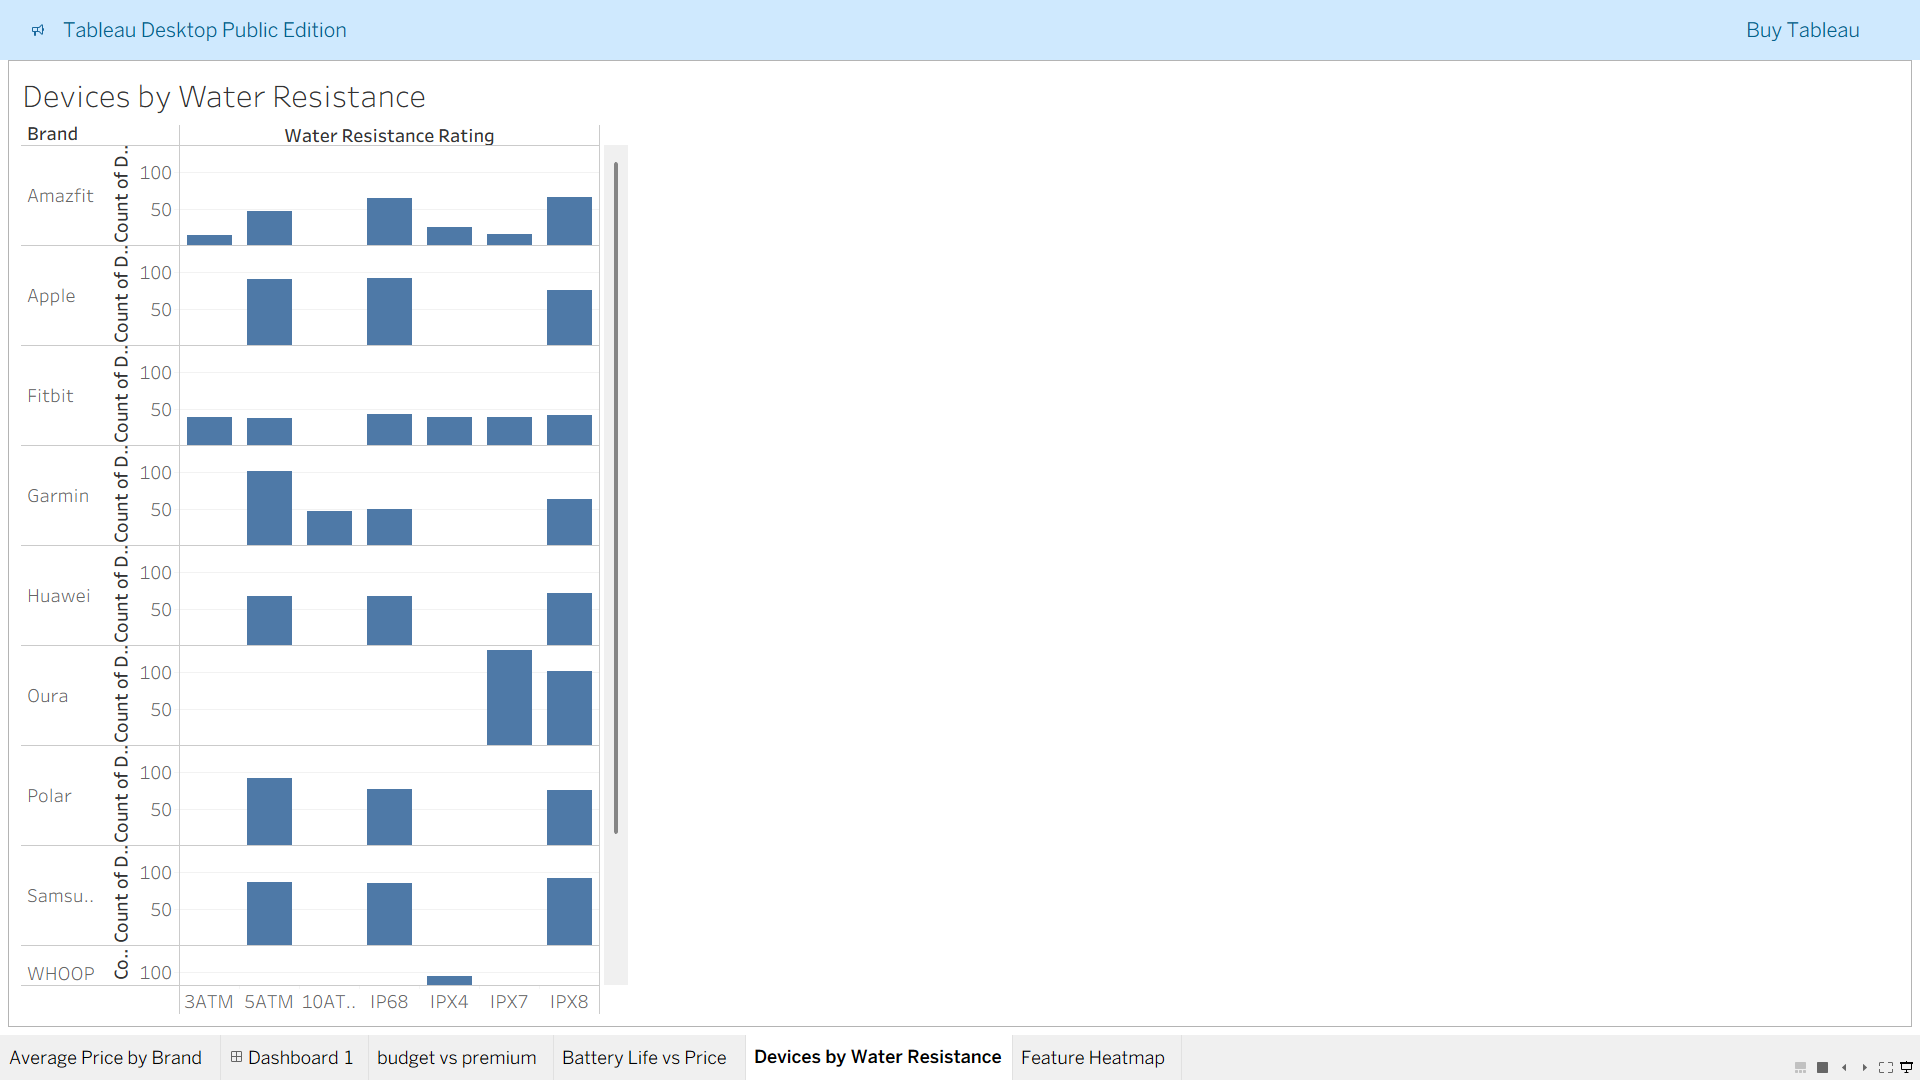 Tableau Desktop Public Edition
Buy Tableau
Devices by Water Resistance
Brand
Water Resistance Rating
Amazfit
Count of D..
100
50
Apple
Count of D..
100
50
Fitbit
Count of D..
100
50
Garmin
Count of D..
100
50
Huawei
Count of D..
100
50
Oura
Count of D..
100
50
Polar
Count of D..
100
50
Samsu..
Count of D..
100
50
WHOOP
Co..
100
3ATM 5ATM 10AT.. IP68 IPX4 IPX7 IPX8
Average Price by Brand Dashboard 1 budget vs premium Battery Life vs Price Devices by Water Resistance Feature Heatmap